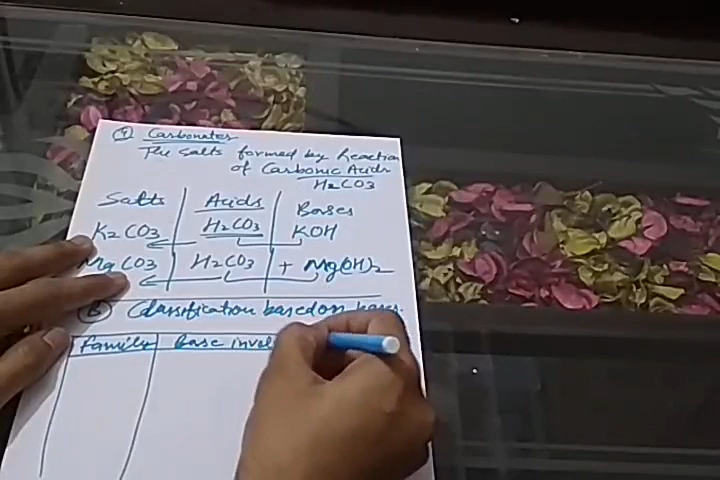 ④ Carbonates
The salts formed by Reaction
of Carbonic Acids
H2CO3
Salts Acids Bases
K2CO3 H2CO3 KOH
MgCO3 H2CO3 + Mg(OH)2
Ⓑ Classification based on bases.
Family Base invol